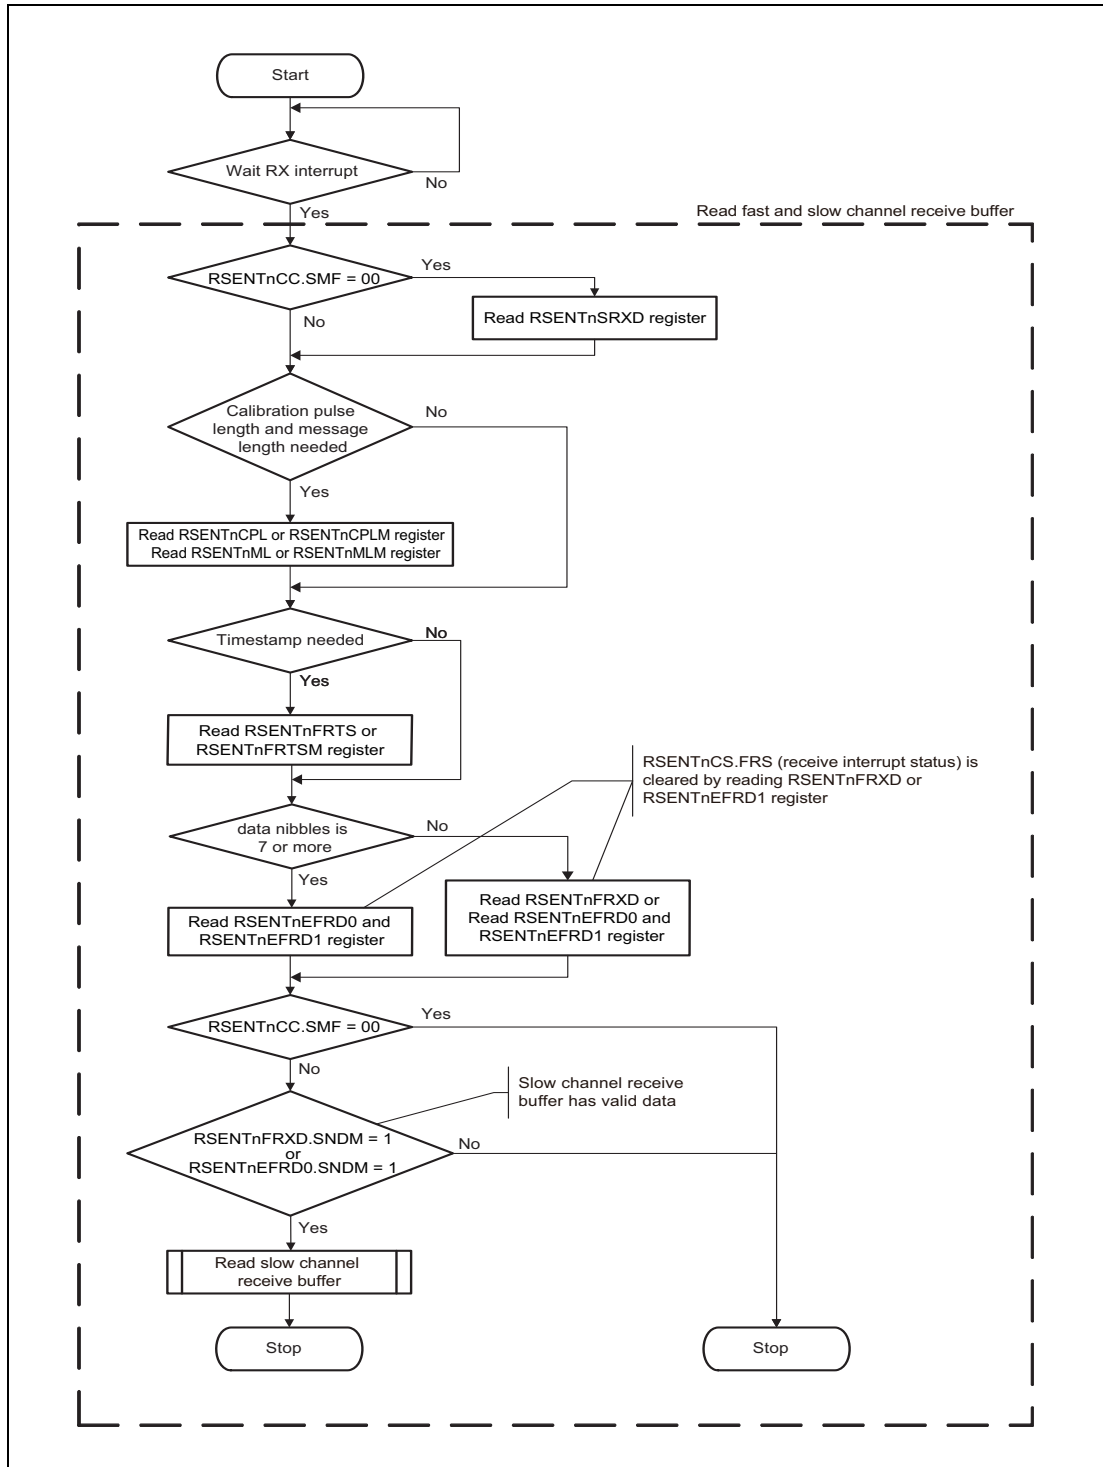 Start
Wait RX interrupt
No
Yes
Read fast and slow channel receive buffer
RSENTnCC.SMF = 00
Yes
Read RSENTnSRXD register
No
Calibration pulse
length and message
length needed
No
Yes
Read RSENTnCPL or RSENTnCPLM register
Read RSENTnML or RSENTnMLM register
Timestamp needed
No
Yes
Read RSENTnFRTS or
RSENTnFRTSM register
RSENTnCS.FRS (receive interrupt status) is
cleared by reading RSENTnFRXD or
RSENTnEFRD1 register
data nibbles is
7 or more
No
Yes
Read RSENTnEFRD0 and
RSENTnEFRD1 register
Read RSENTnFRXD or
Read RSENTnEFRD0 and
RSENTnEFRD1 register
RSENTnCC.SMF = 00
Yes
No
Slow channel receive
buffer has valid data
RSENTnFRXD.SNDM = 1
or
RSENTnEFRD0.SNDM = 1
No
Yes
Read slow channel
receive buffer
Stop
Stop